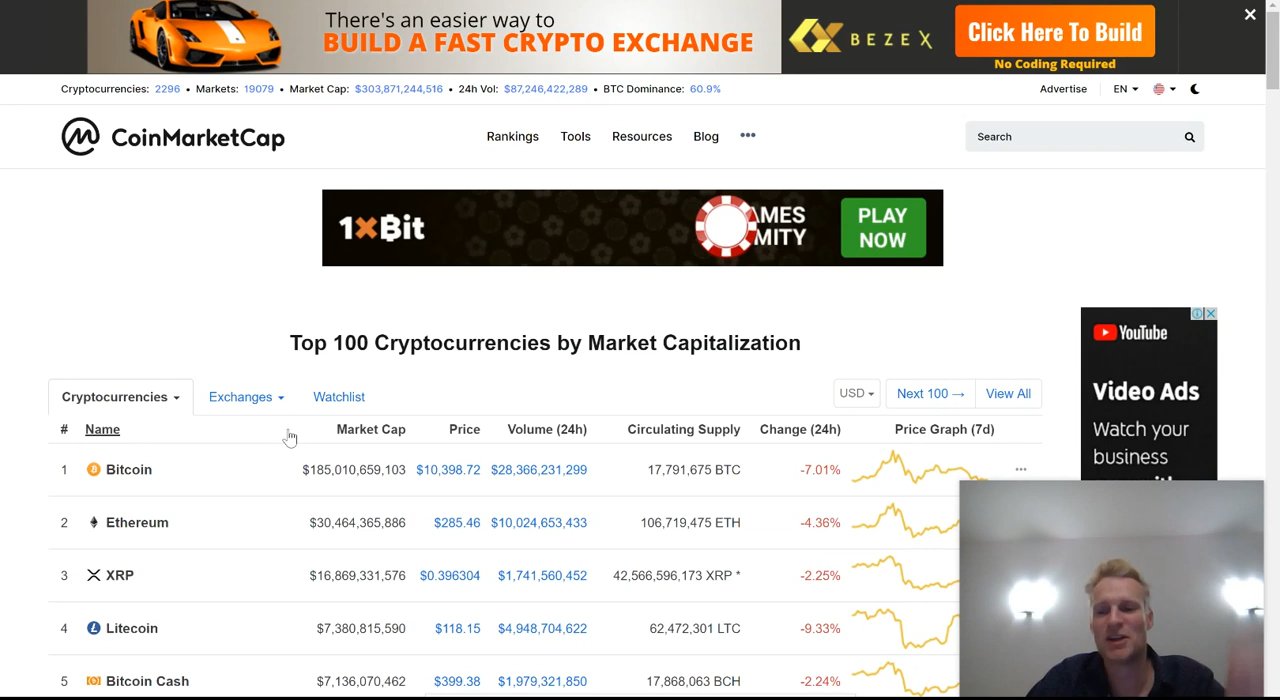 There's an easier way to
BUILD A FAST CRYPTO EXCHANGE
BEZEX
Click Here To Build
No Coding Required
Cryptocurrencies: 2296 • Markets: 19079 • Market Cap: $303,871,244,516 • 24h Vol: $87,246,422,289 • BTC Dominance: 60.9%
Advertise EN
CoinMarketCap
Rankings Tools Resources Blog •••
Search
1xBit
AMES
MITY
PLAY
NOW
Top 100 Cryptocurrencies by Market Capitalization
YouTube
Video Ads
Watch your
business
Cryptocurrencies Exchanges Watchlist USD Next 100 → View All
# Name Market Cap Price Volume (24h) Circulating Supply Change (24h) Price Graph (7d)
1 Bitcoin $185,010,659,103 $10,398.72 $28,366,231,299 17,791,675 BTC -7.01%
2 Ethereum $30,464,365,886 $285.46 $10,024,653,433 106,719,475 ETH -4.36%
3 XRP $16,869,331,576 $0.396304 $1,741,560,452 42,566,596,173 XRP * -2.25%
4 Litecoin $7,380,815,590 $118.15 $4,948,704,622 62,472,301 LTC -9.33%
5 Bitcoin Cash $7,136,070,462 $399.38 $1,979,321,850 17,868,063 BCH -2.24%